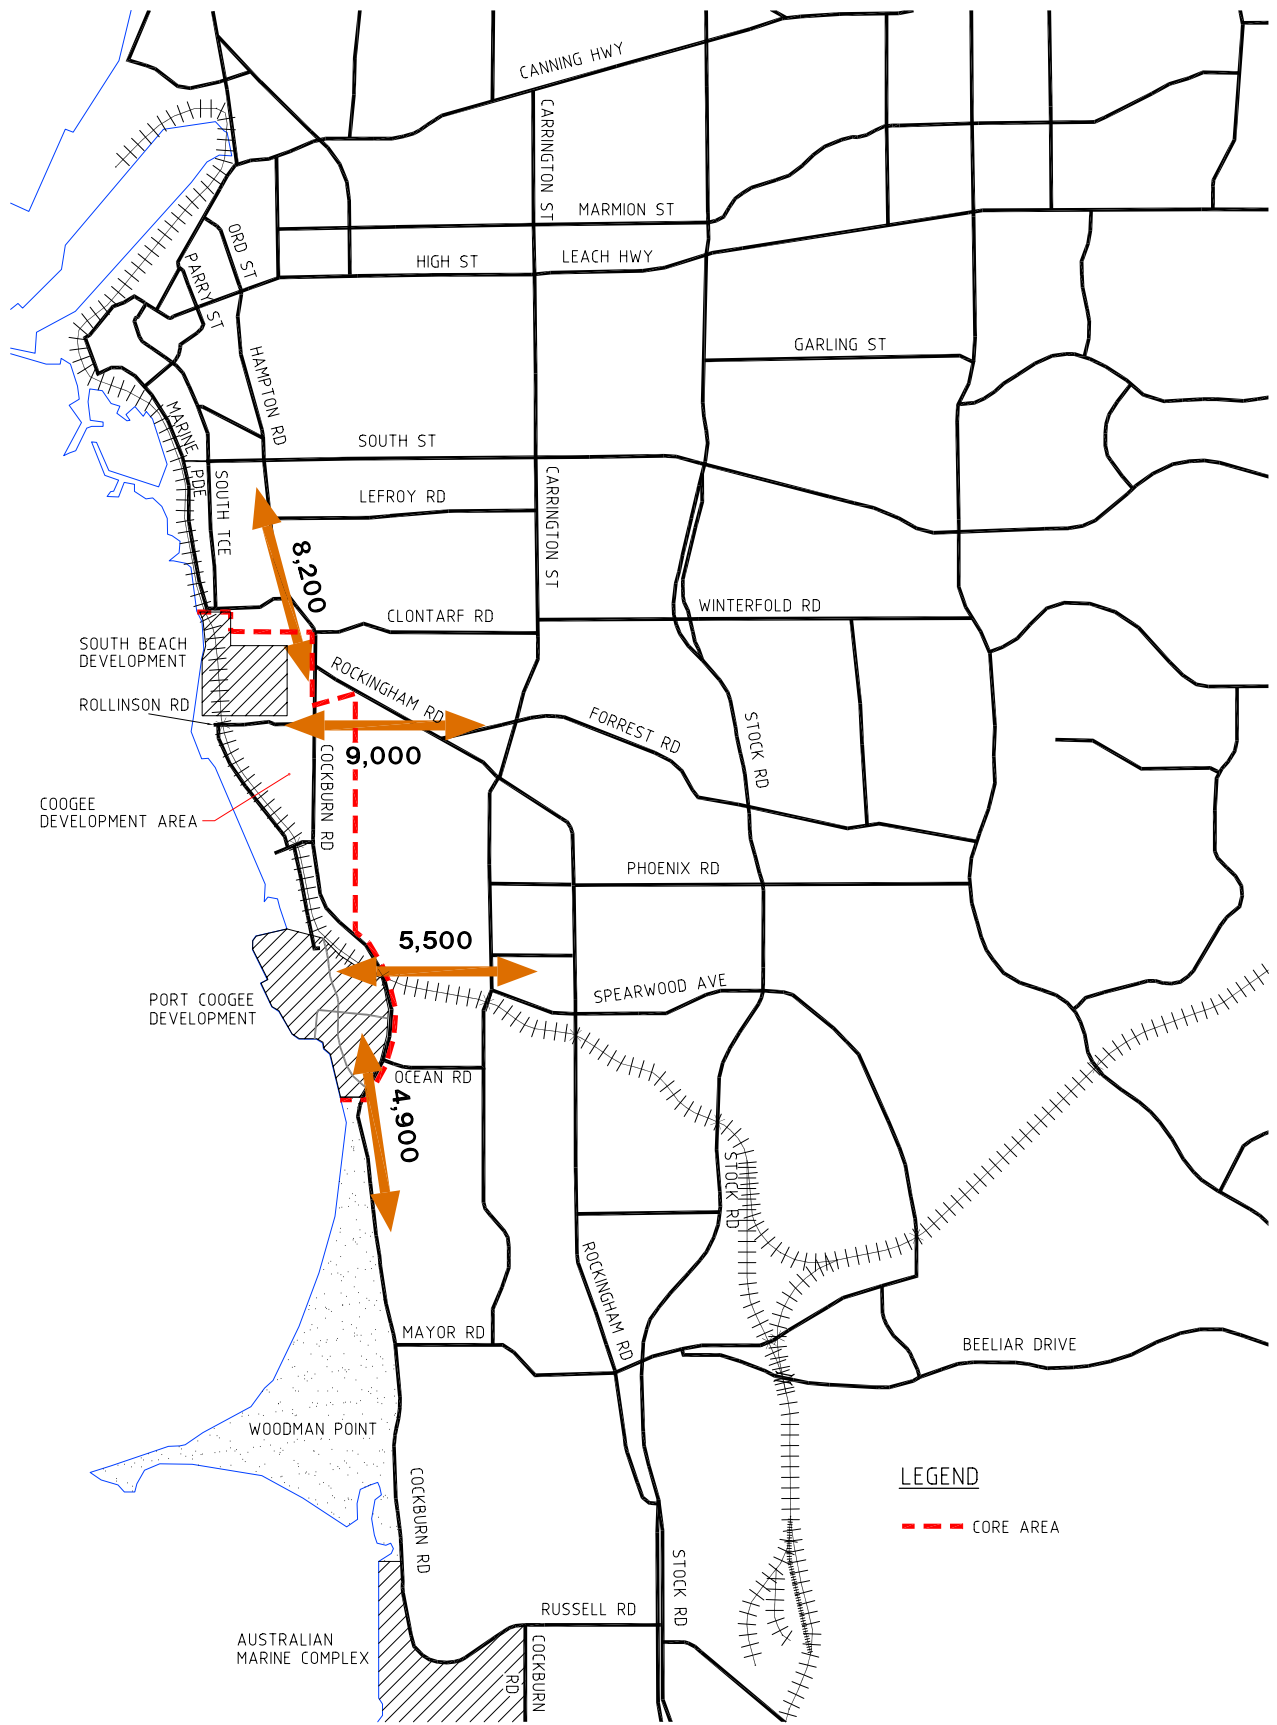 CANNING HWY
CARRINGTON ST
MARMION ST
ORD ST
HIGH ST
LEACH HWY
PARRY ST
GARLING ST
HAMPTON RD
MARINE PDE
SOUTH ST
SOUTH TCE
LEFROY RD
CARRINGTON ST
8,200
WINTERFOLD RD
CLONTARF RD
SOUTH BEACH
DEVELOPMENT
ROCKINGHAM RD
ROLLINSON RD
FORREST RD
STOCK RD
9,000
COCKBURN RD
COOGEE
DEVELOPMENT AREA
PHOENIX RD
5,500
SPEARWOOD AVE
PORT COOGEE
DEVELOPMENT
OCEAN RD
4,900
STOCK RD
ROCKINGHAM RD
MAYOR RD
BEELIAR DRIVE
WOODMAN POINT
COCKBURN RD
LEGEND
CORE AREA
STOCK RD
RUSSELL RD
AUSTRALIAN
MARINE COMPLEX
COCKBURN
RD